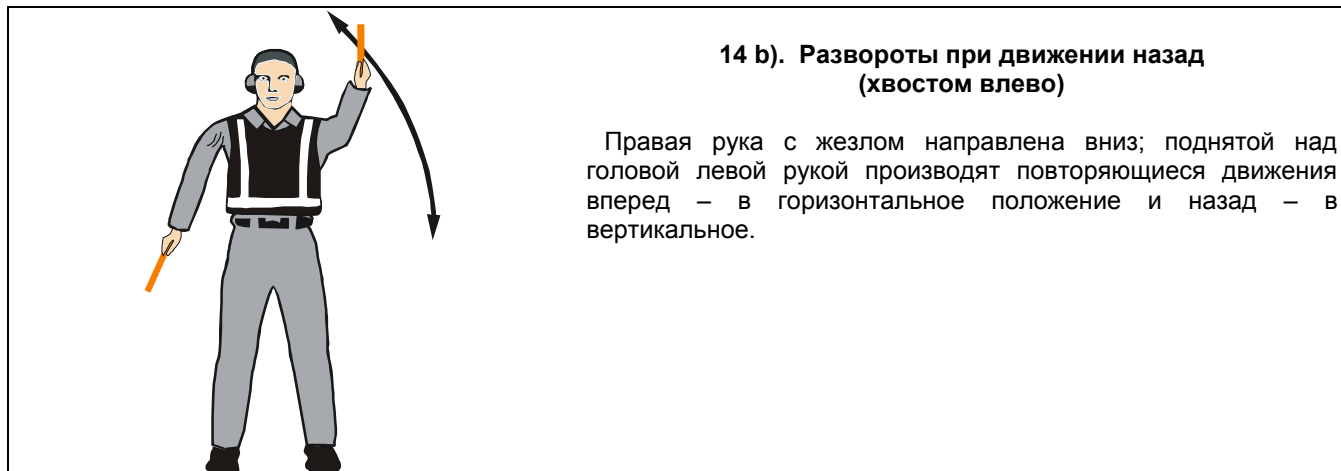 14 b). Развороты при движении назад
(хвостом влево)
Правая рука с жезлом направлена вниз; поднятой над
головой левой рукой производят повторяющиеся движения
вперед – в горизонтальное положение и назад – в
вертикальное.